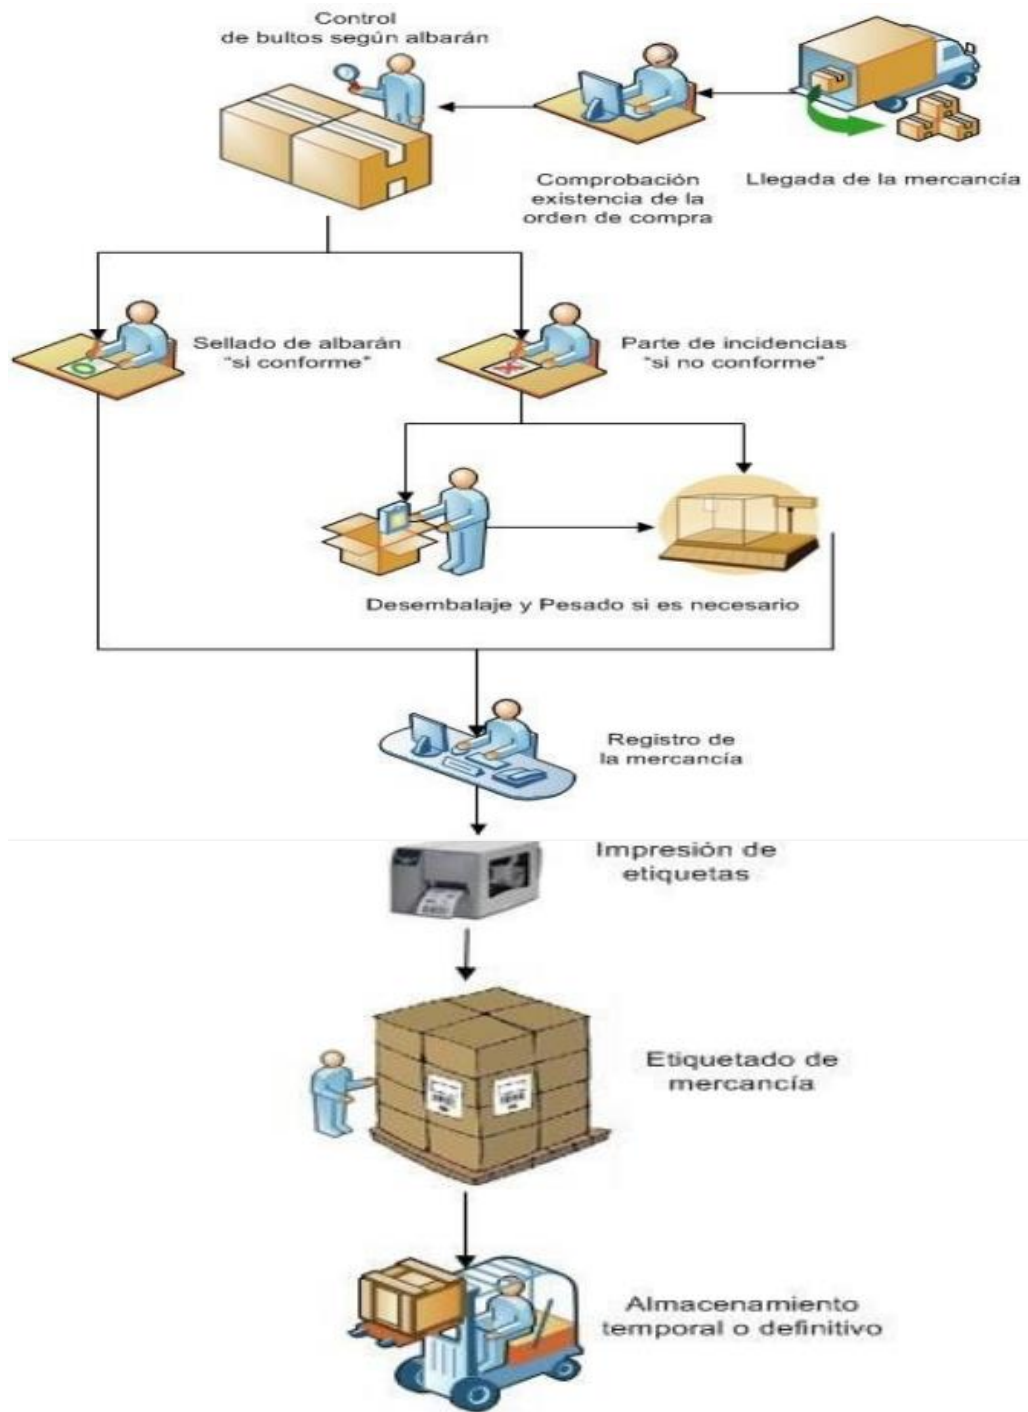 Control
de bultos según albarán
Comprobación
existencia de la
orden de compra
Llegada de la mercancía
Sellado de albarán
"si conforme"
Parte de incidencias
"si no conforme"
Desembalaje y Pesado si es necesario
Registro de
la mercancía
Impresión de
etiquetas
Etiquetado de
mercancía
Almacenamiento
temporal o definitivo